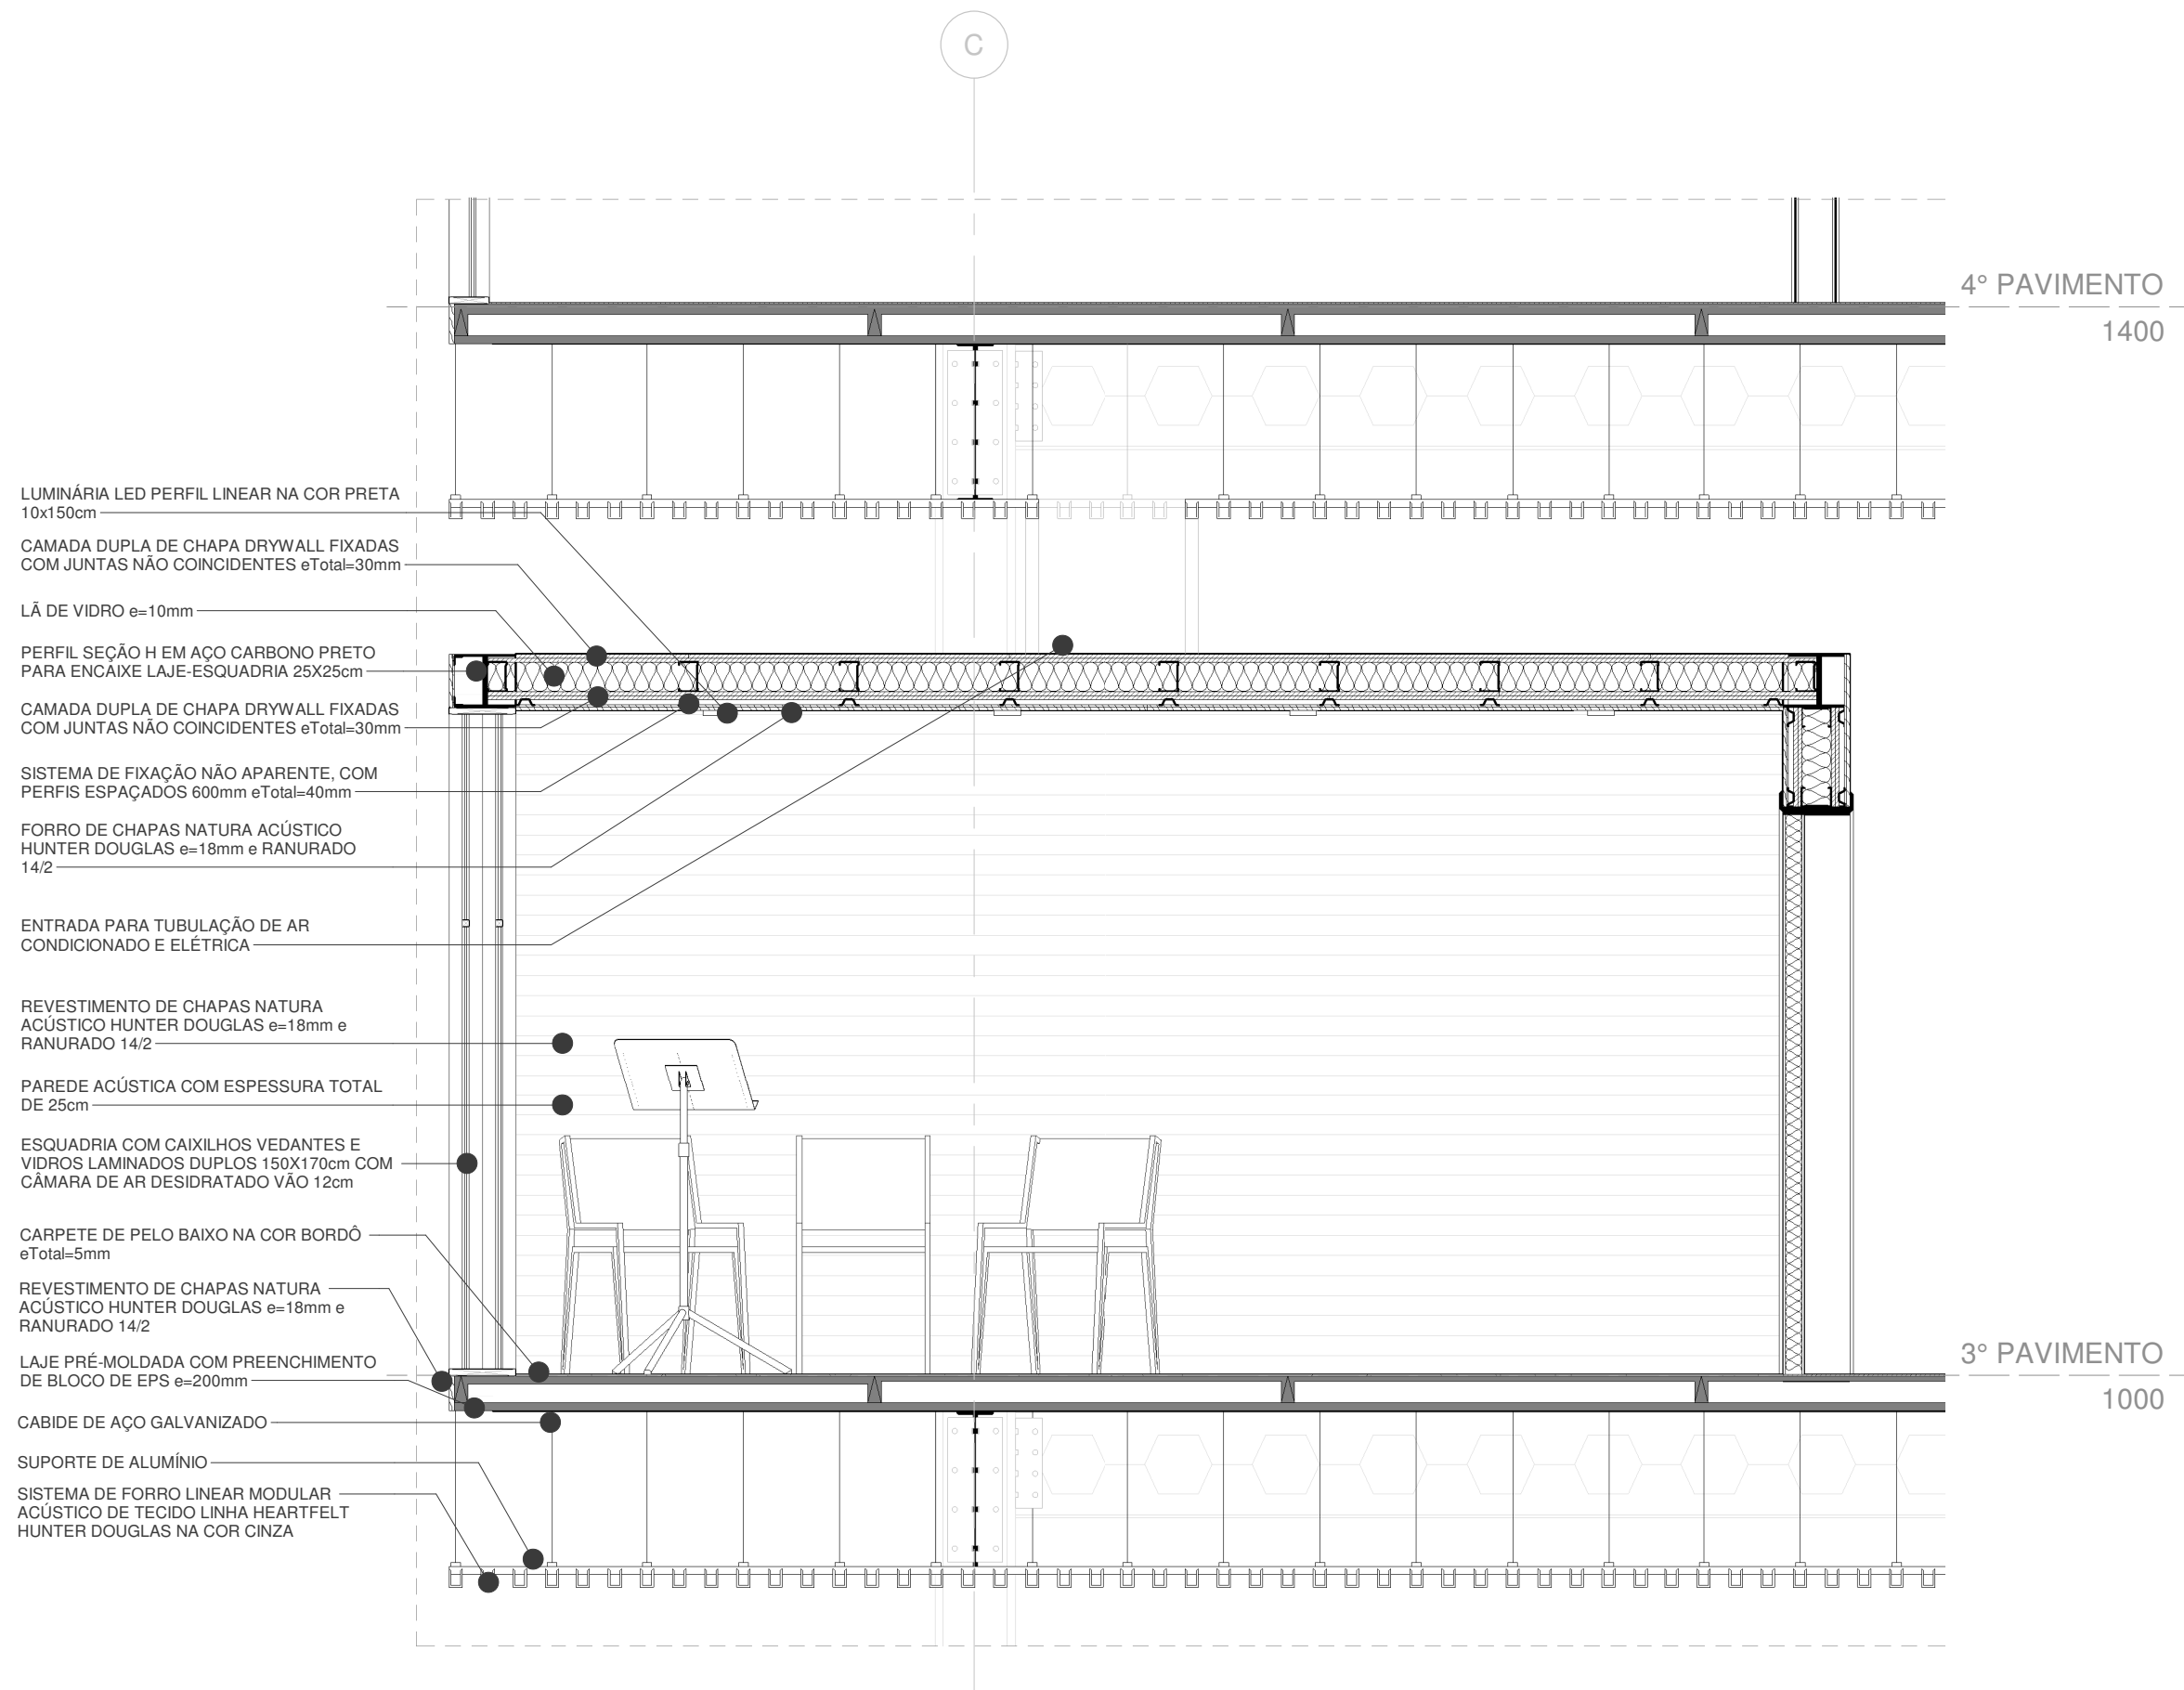 C
4° PAVIMENTO
1400
LUMINÁRIA LED PERFIL LINEAR NA COR PRETA
10x150cm
CAMADA DUPLA DE CHAPA DRYWALL FIXADAS
COM JUNTAS NÃO COINCIDENTES eTotal=30mm
LÃ DE VIDRO e=10mm
PERFIL SEÇÃO H EM AÇO CARBONO PRETO
PARA ENCAIXE LAJE-ESQUADRIA 25X25cm
CAMADA DUPLA DE CHAPA DRYWALL FIXADAS
COM JUNTAS NÃO COINCIDENTES eTotal=30mm
SISTEMA DE FIXAÇÃO NÃO APARENTE, COM
PERFIS ESPAÇADOS 600mm eTotal=40mm
FORRO DE CHAPAS NATURA ACÚSTICO
HUNTER DOUGLAS e=18mm e RANURADO
14/2
ENTRADA PARA TUBULAÇÃO DE AR
CONDICIONADO E ELÉTRICA
REVESTIMENTO DE CHAPAS NATURA
ACÚSTICO HUNTER DOUGLAS e=18mm e
RANURADO 14/2
PAREDE ACÚSTICA COM ESPESSURA TOTAL
DE 25cm
ESQUADRIA COM CAIXILHOS VEDANTES E
VIDROS LAMINADOS DUPLOS 150X170cm COM
CÂMARA DE AR DESIDRATADO VÃO 12cm
CARPETE DE PELO BAIXO NA COR BORDÔ
eTotal=5mm
REVESTIMENTO DE CHAPAS NATURA
ACÚSTICO HUNTER DOUGLAS e=18mm e
RANURADO 14/2
LAJE PRÉ-MOLDADA COM PREENCHIMENTO
DE BLOCO DE EPS e=200mm
CABIDE DE AÇO GALVANIZADO
SUPORTE DE ALUMÍNIO
SISTEMA DE FORRO LINEAR MODULAR
ACÚSTICO DE TECIDO LINHA HEARTFELT
HUNTER DOUGLAS NA COR CINZA
3° PAVIMENTO
1000